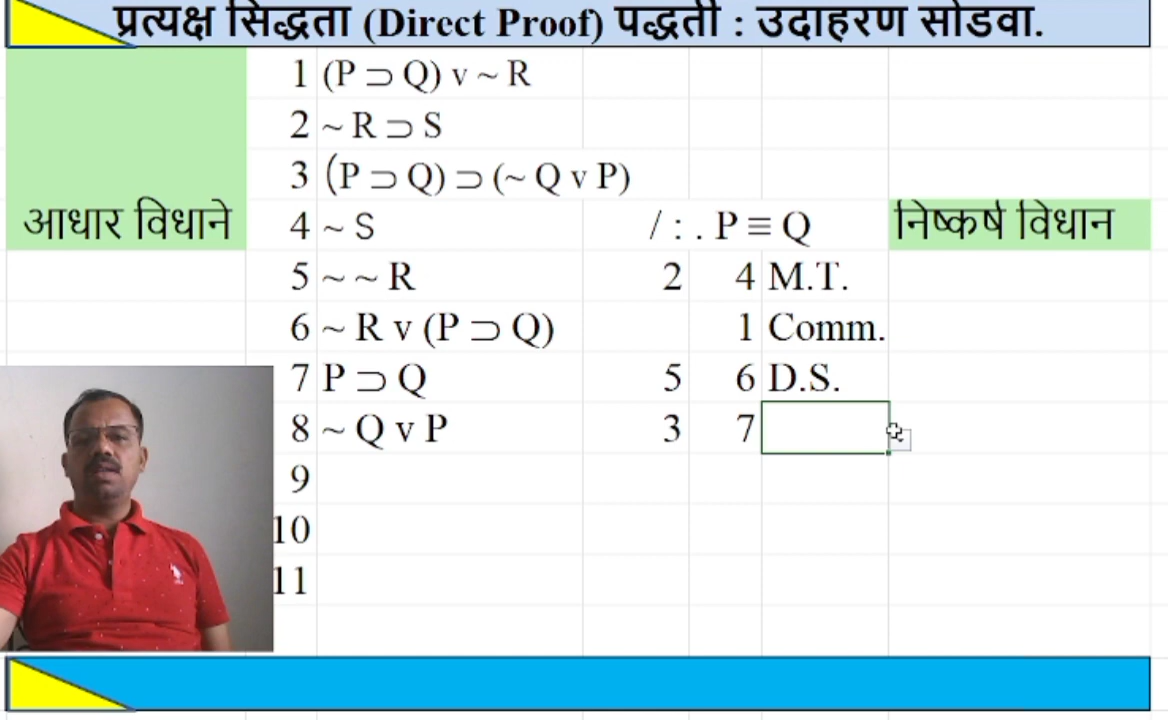 प्रत्यक्ष सिद्धता (Direct Proof) पद्धती : उदाहरण सोडवा.
1 (P ⊃ Q) v ~ R
2 ~ R ⊃ S
3 (P ⊃ Q) ⊃ (~ Q v P)
आधार विधाने 4 ~ S / : . P ≡ Q निष्कर्ष विधान
5 ~ ~ R 2 4 M.T.
6 ~ R v (P ⊃ Q) 1 Comm.
7 P ⊃ Q 5 6 D.S.
8 ~ Q v P 3 7
9
10
11